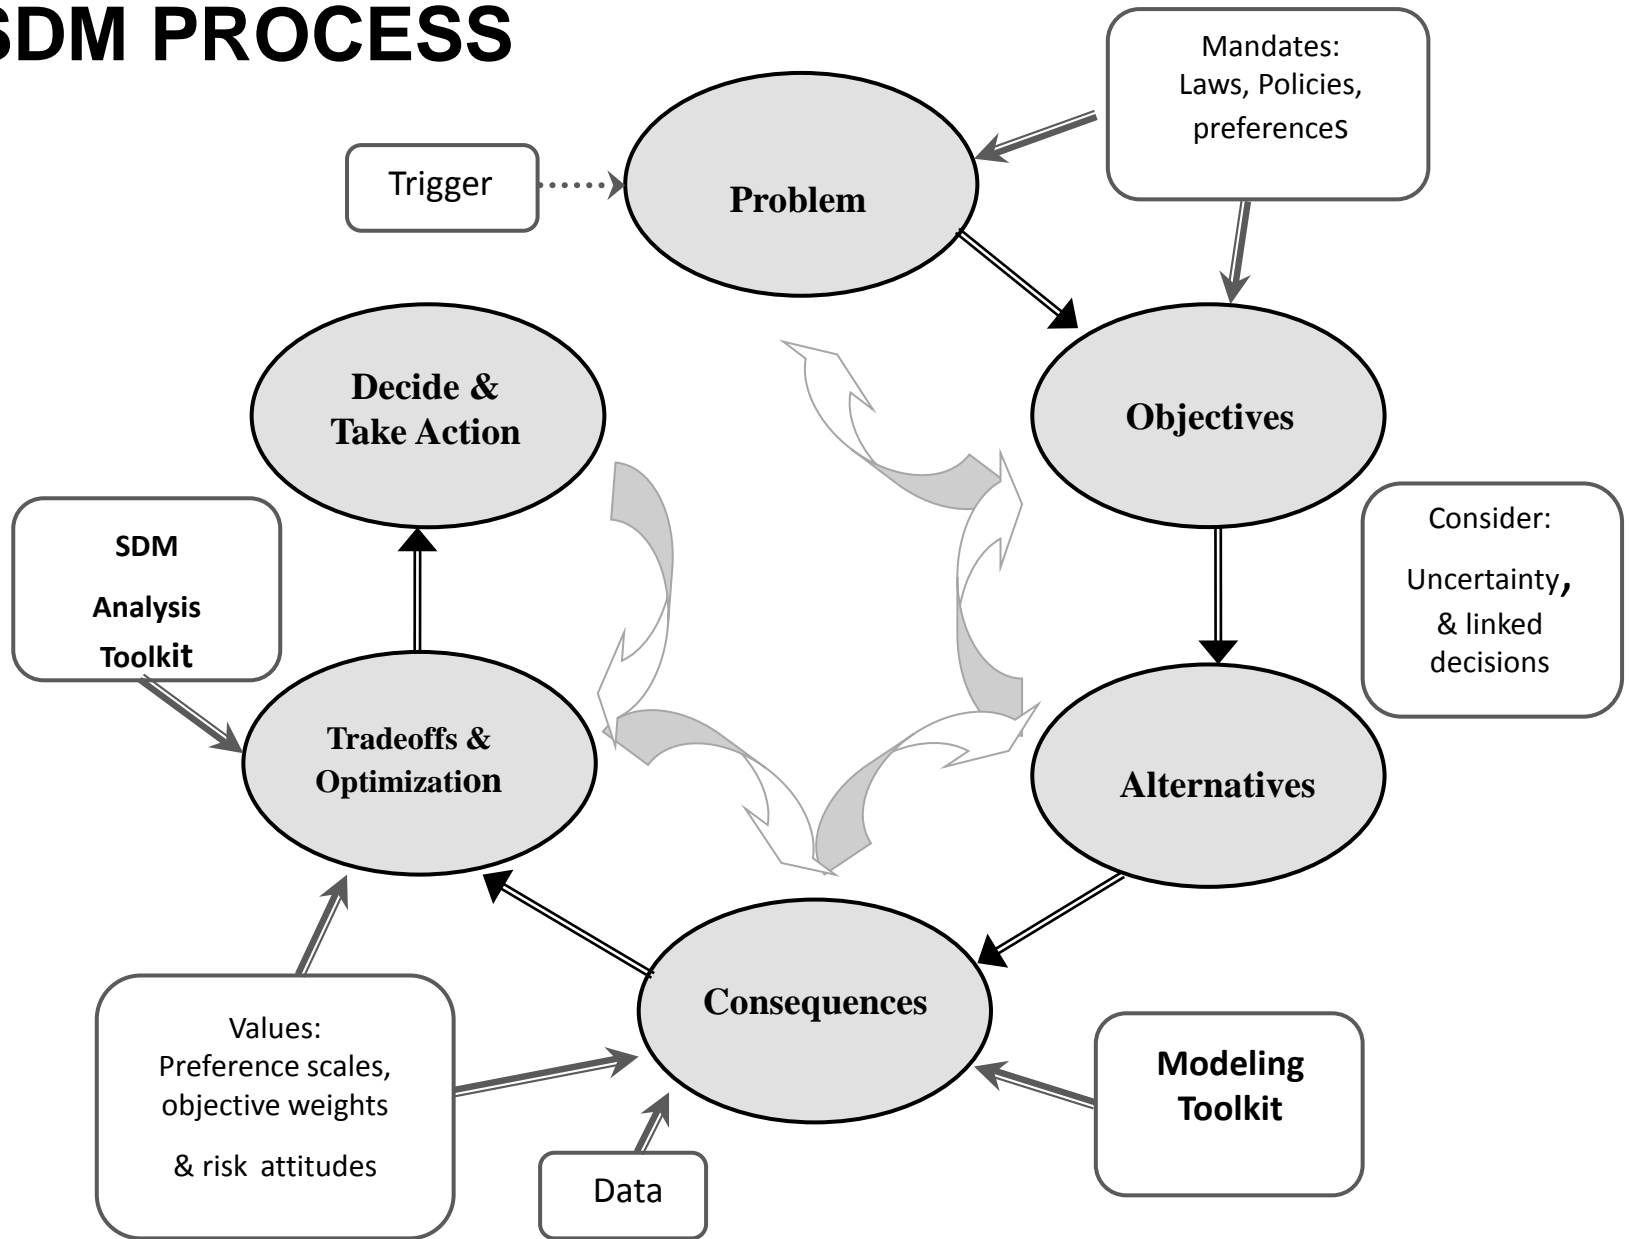 SDM PROCESS
Mandates:
Laws, Policies,
preferences
Trigger
Problem
Decide &
Take Action
Objectives
SDM
Analysis
Toolkit
Consider:
Uncertainty,
& linked
decisions
Tradeoffs &
Optimization
Alternatives
Consequences
Values:
Preference scales,
objective weights
& risk attitudes
Modeling
Toolkit
Data